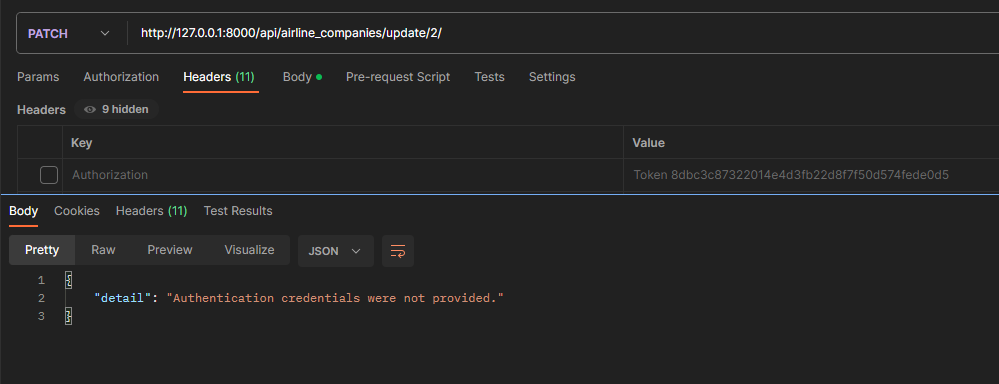 PATCH http://127.0.0.1:8000/api/airline_companies/update/2/
Params Authorization Headers (11) Body Pre-request Script Tests Settings
Headers 9 hidden
Key Value
Authorization Token 8dbc3c87322014e4d3fb22d8f7f50d574fede0d5
Body Cookies Headers (11) Test Results
Pretty Raw Preview Visualize JSON
1 {
2 "detail": "Authentication credentials were not provided."
3 }